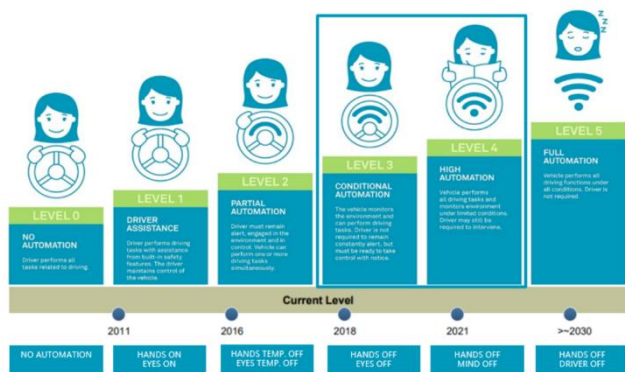 z
z
z
LEVEL 0
NO
AUTOMATION
Driver performs all
tasks related to driving.
LEVEL 1
DRIVER
ASSISTANCE
Driver performs driving
tasks with assistance
from built-in safety
features. The driver
maintains control of
the vehicle.
LEVEL 2
PARTIAL
AUTOMATION
Driver must remain
alert, engaged in the
environment and in
control. Vehicle can
perform one or more
driving tasks
simultaneously.
LEVEL 3
CONDITIONAL
AUTOMATION
The vehicle monitors
the environment and
can perform driving
tasks. Driver is not
required to remain
constantly alert, but
must be ready to take
control with notice.
LEVEL 4
HIGH
AUTOMATION
Vehicle performs
all driving tasks and
monitors environment
under limited conditions.
Driver may still be
required to intervene.
LEVEL 5
FULL
AUTOMATION
Vehicle performs all
driving functions under
all conditions. Driver is
not required.
Current Level
2011
2016
2018
2021
>~2030
NO AUTOMATION
HANDS ON
EYES ON
HANDS TEMP. OFF
EYES TEMP. OFF
HANDS OFF
EYES OFF
HANDS OFF
MIND OFF
HANDS OFF
DRIVER OFF